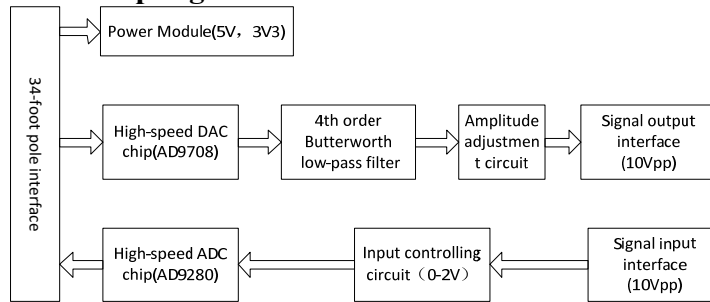 Power Module(5V，3V3)
34-foot pole interface
High-speed DAC
chip(AD9708)
4th order
Butterworth
low-pass filter
Amplitude
adjustmen
t circuit
Signal output
interface
(10Vpp)
High-speed ADC
chip(AD9280)
Input controlling
circuit（0-2V）
Signal input
interface
(10Vpp)